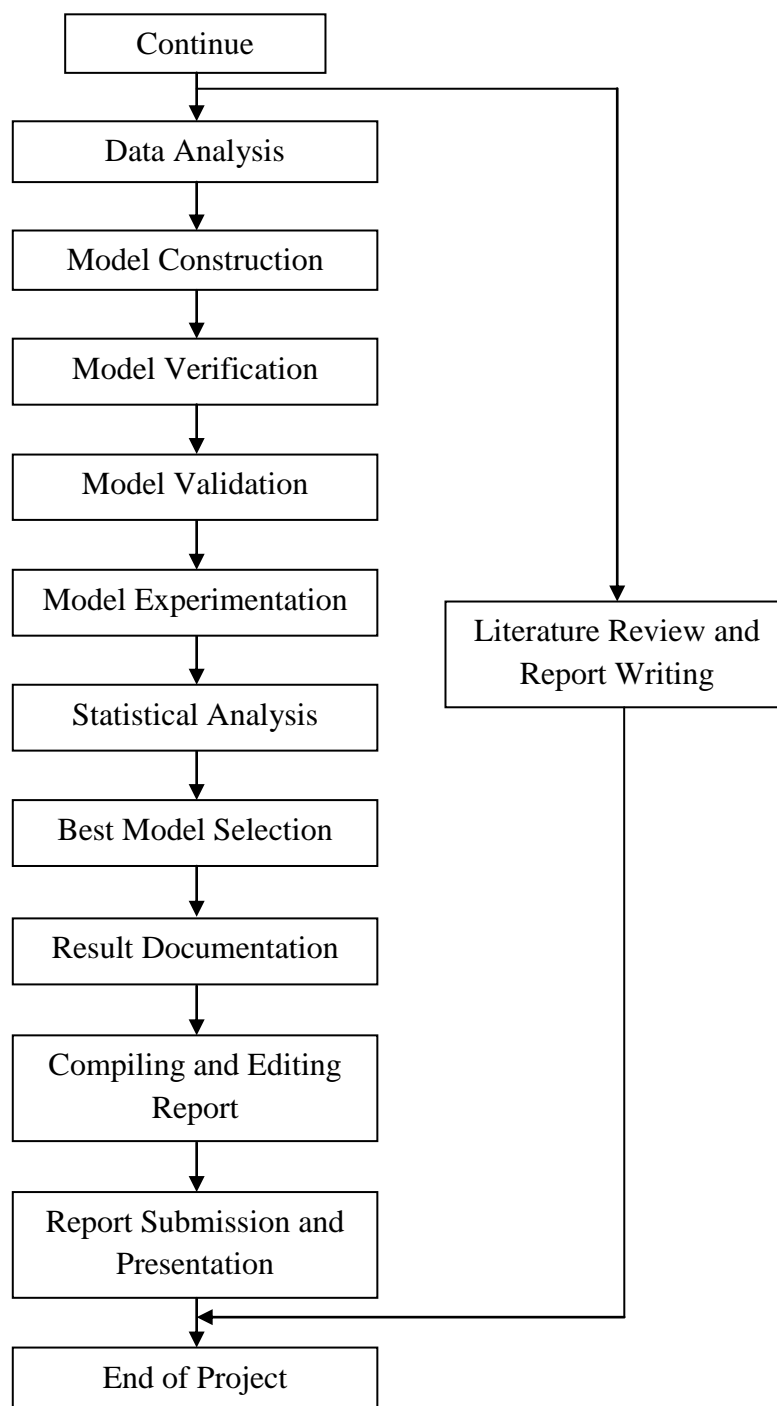 Continue
Data Analysis
Model Construction
Model Verification
Model Validation
Model Experimentation
Literature Review and
Report Writing
Statistical Analysis
Best Model Selection
Result Documentation
Compiling and Editing
Report
Report Submission and
Presentation
End of Project